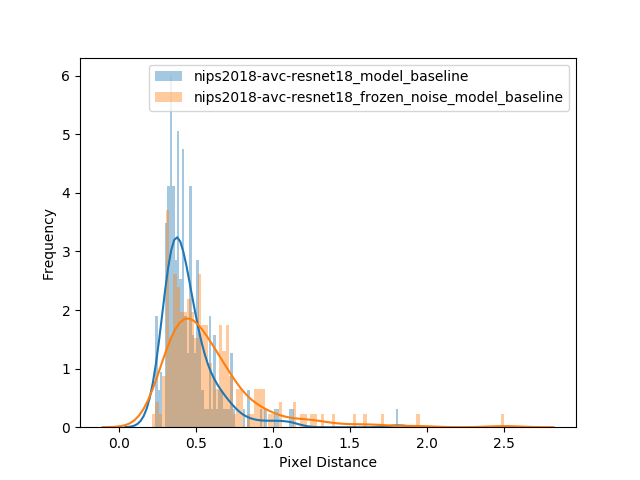 nips2018-avc-resnet18_model_baseline
nips2018-avc-resnet18_frozen_noise_model_baseline
6
5
4
3
2
1
0
Frequency
0.0 0.5 1.0 1.5 2.0 2.5
Pixel Distance